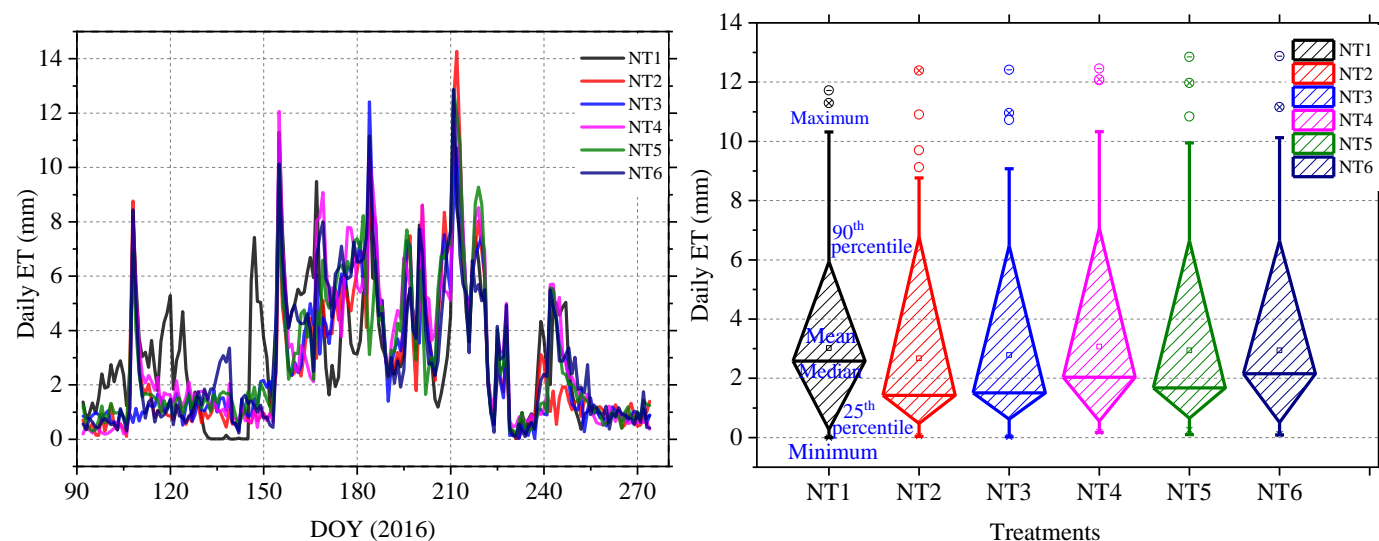 14
12
10
8
6
4
2
0
Daily ET (mm)
90
120
150
180
210
240
270
DOY (2016)
NT1
NT2
NT3
NT4
NT5
NT6
14
12
10
8
6
4
2
0
Daily ET (mm)
Maximum
90th
percentile
Mean
Median
25th
percentile
Minimum
NT1
NT2
NT3
NT4
NT5
NT6
NT1
NT2
NT3
NT4
NT5
NT6
Treatments